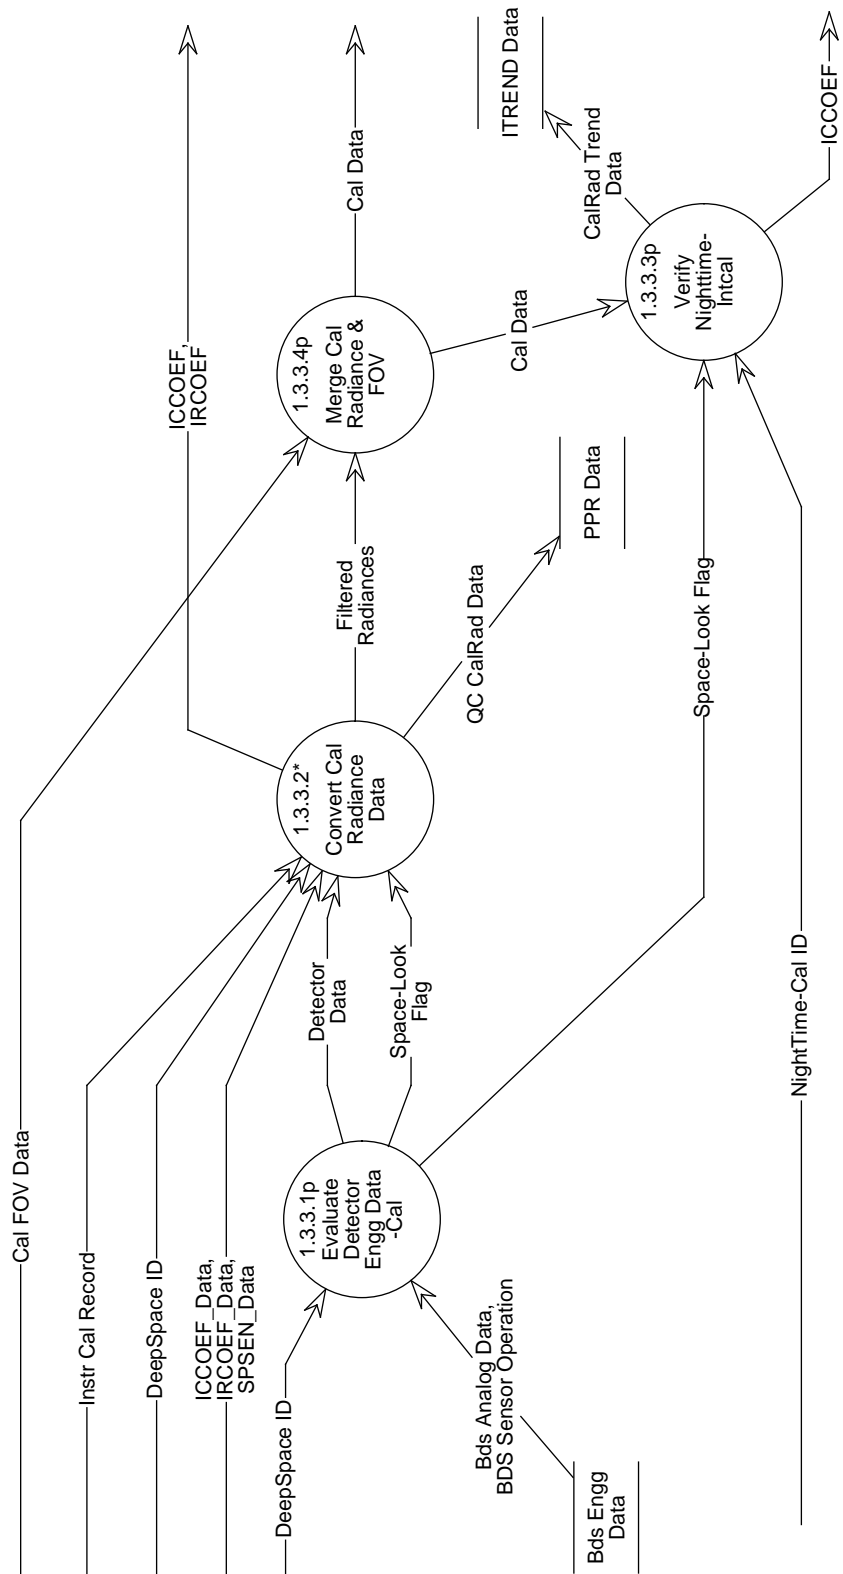 Cal FOV Data
Instr Cal Record
DeepSpace ID
ICCOEF_Data,
IRCOEF_Data,
SPSEN_Data
DeepSpace ID
Bds Analog Data,
BDS Sensor Operation
Bds Engg
Data
1.3.3.1p
Evaluate
Detector
Engg Data
-Cal
Detector
Data
Space-Look
Flag
NightTime-Cal ID
1.3.3.2*
Convert Cal
Radiance
Data
ICCOEF,
IRCOEF
Filtered
Radiances
QC CalRad Data
PPR Data
Space-Look Flag
1.3.3.4p
Merge Cal
Radiance &
FOV
Cal Data
Cal Data
1.3.3.3p
Verify
Nighttime-
Intcal
CalRad Trend
Data
ITREND Data
ICCOEF